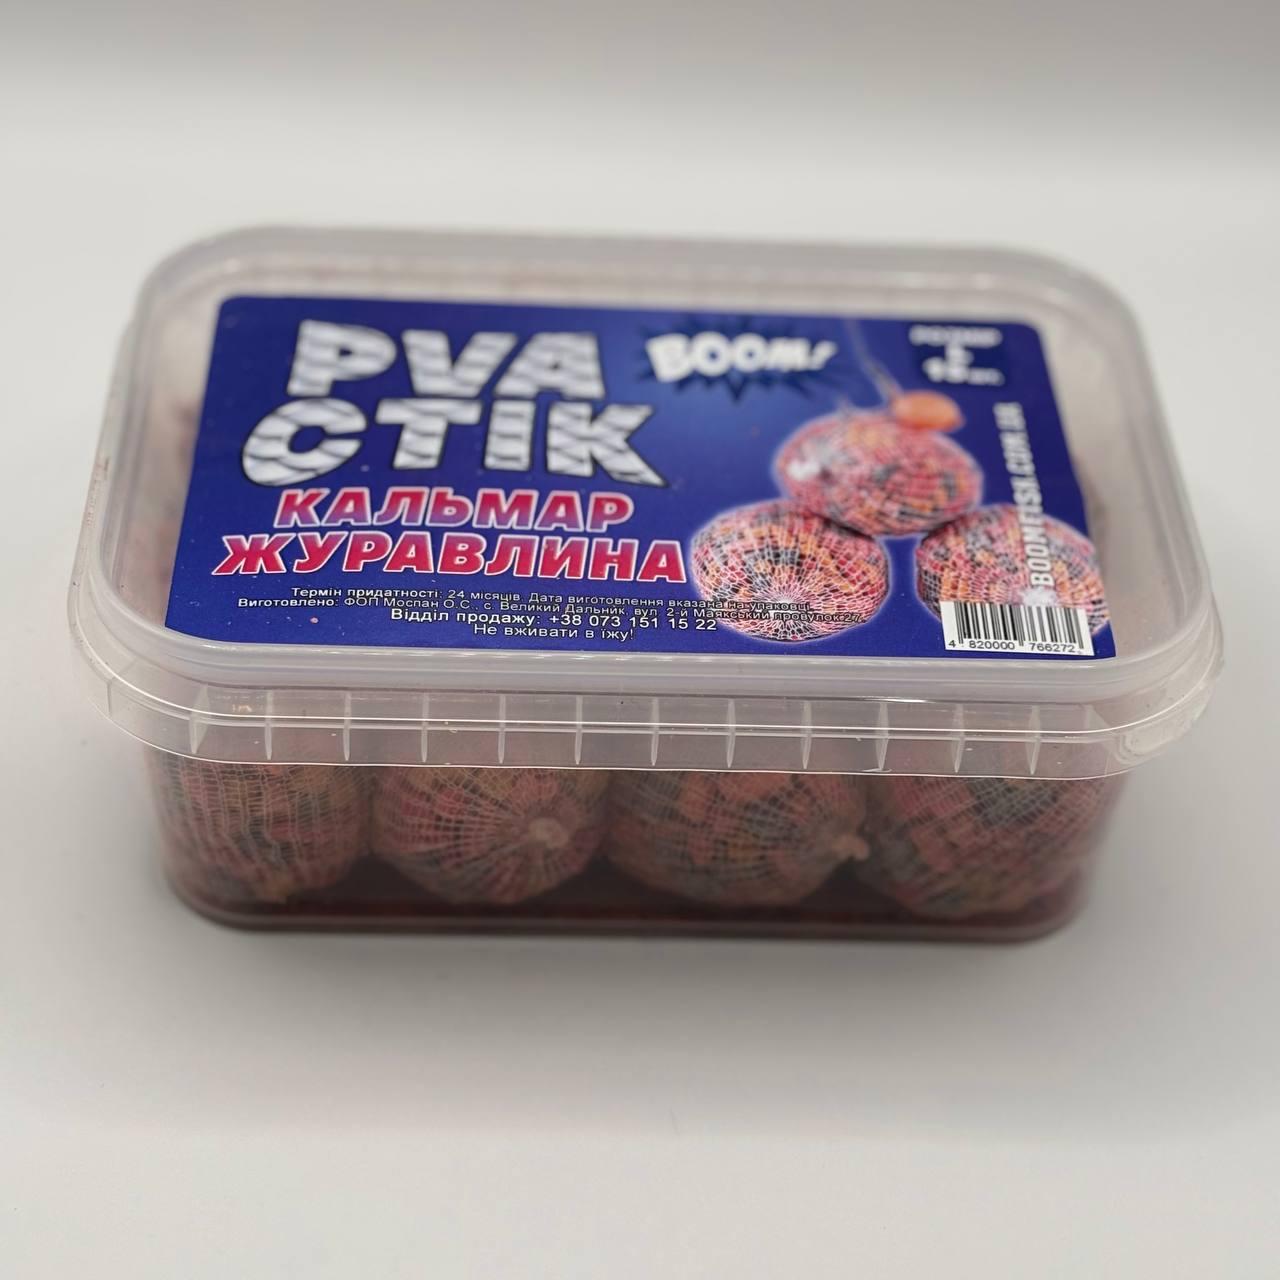 PVA
СТІК
BOOM!
РОЗМІР
КАЛЬМАР
ЖУРАВЛИНА
Термін придатності: 24 місяців. Дата виготовлення вказана на упаковці.
Виготовлено: ФОП Моспан О.С., с. Великий Дальник, вул. 2-й Маякський провулок 27.
Відділ продажу: +38 073 151 15 22
Не вживати в їжу!
4 820000 766272